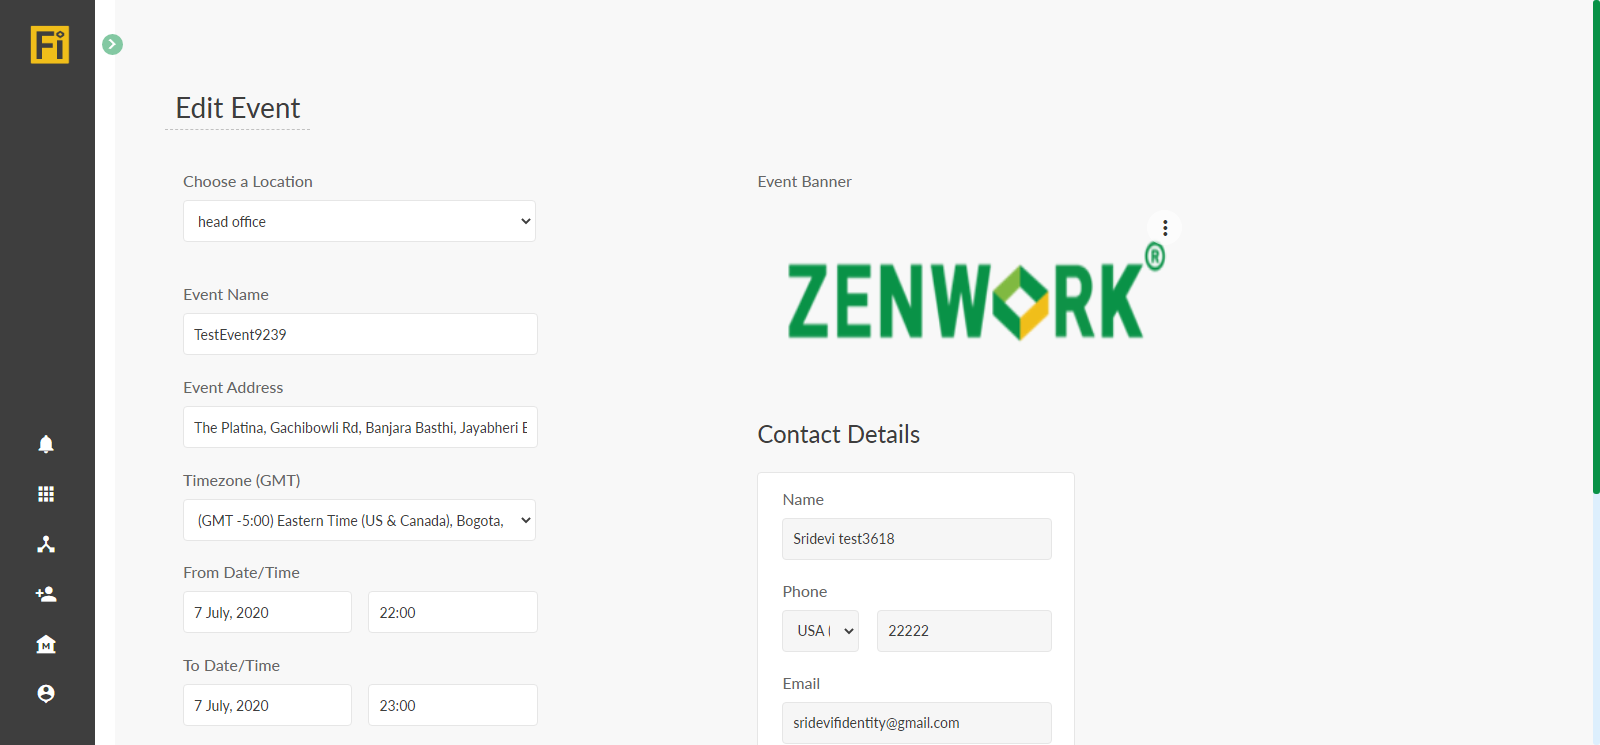 Fi
Edit Event
Choose a Location
head office
Event Name
TestEvent9239
Event Address
The Platina, Gachibowli Rd, Banjara Basthi, Jayabheri E
Timezone (GMT)
(GMT -5:00) Eastern Time (US & Canada), Bogota,
From Date/Time
7 July, 2020 22:00
To Date/Time
7 July, 2020 23:00
Event Banner
ZENWORK®
Contact Details
Name
Sridevi test3618
Phone
USA ( 22222
Email
sridevifidentity@gmail.com
M